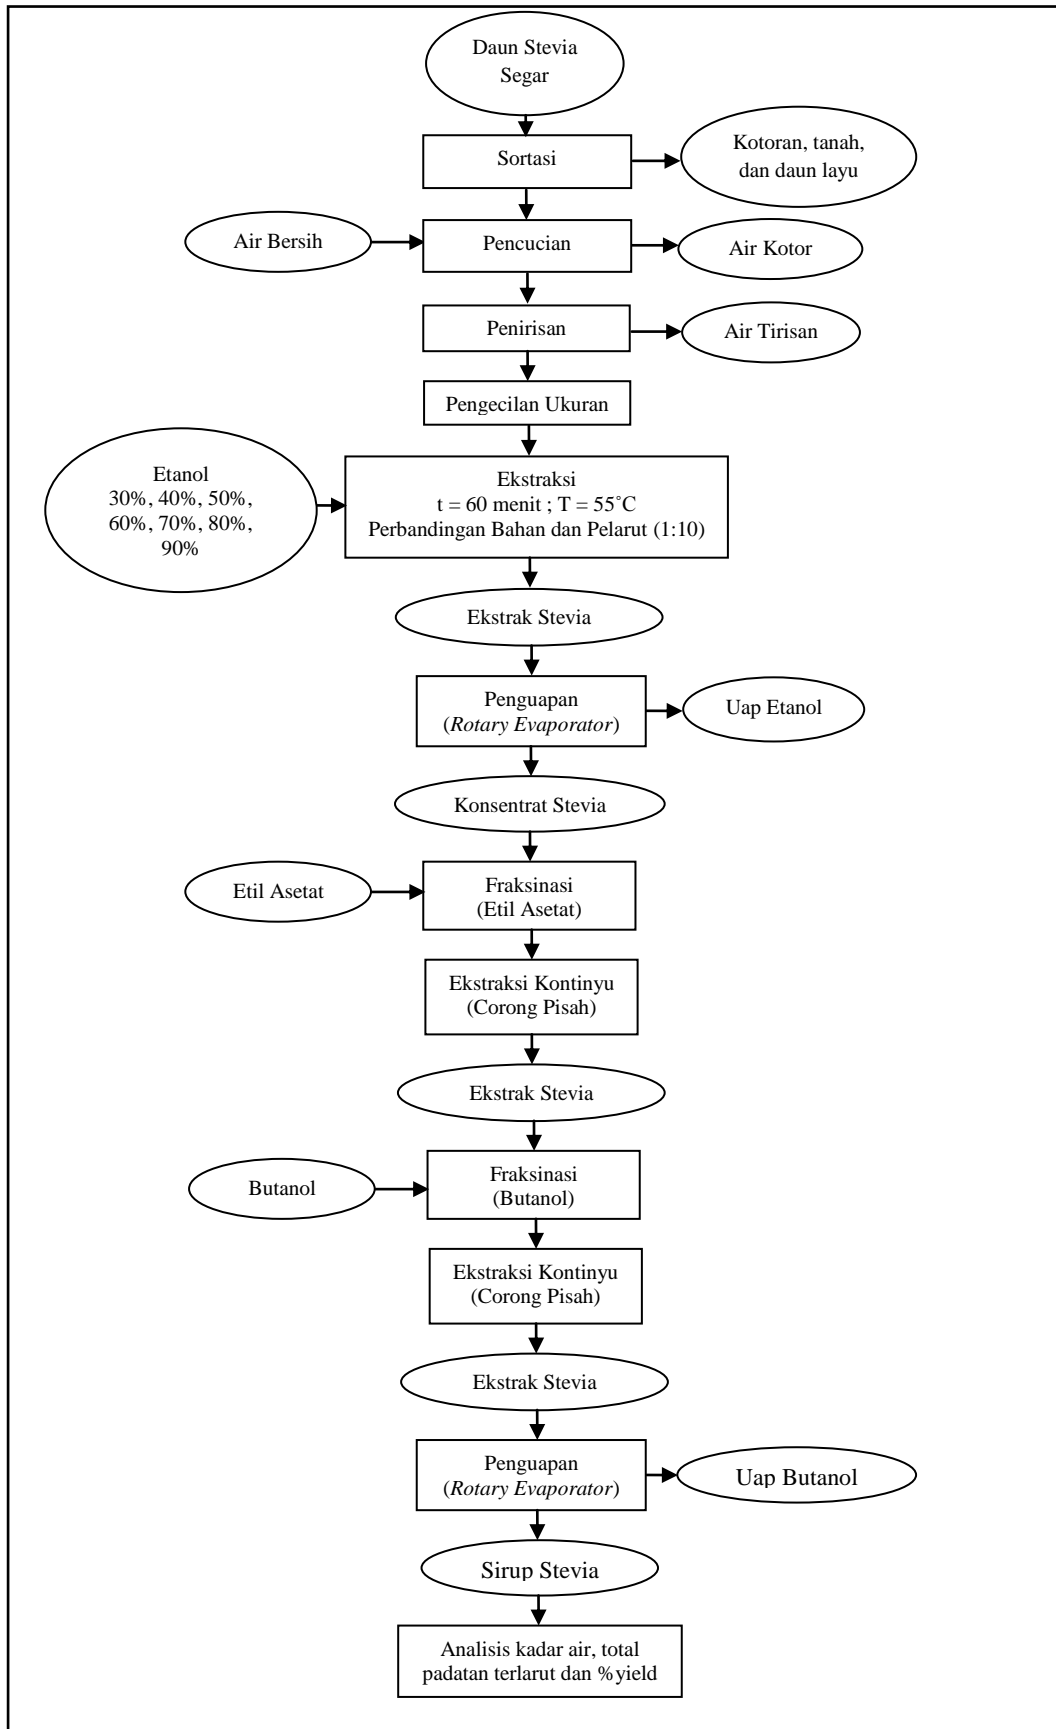 Daun Stevia
Segar
Sortasi
Kotoran, tanah,
dan daun layu
Air Bersih
Pencucian
Air Kotor
Penirisan
Air Tirisan
Pengecilan Ukuran
Etanol
30%, 40%, 50%,
60%, 70%, 80%,
90%
Ekstraksi
t = 60 menit ; T = 55˚C
Perbandingan Bahan dan Pelarut (1:10)
Ekstrak Stevia
Penguapan
(Rotary Evaporator)
Uap Etanol
Konsentrat Stevia
Etil Asetat
Fraksinasi
(Etil Asetat)
Ekstraksi Kontinyu
(Corong Pisah)
Ekstrak Stevia
Butanol
Fraksinasi
(Butanol)
Ekstraksi Kontinyu
(Corong Pisah)
Ekstrak Stevia
Penguapan
(Rotary Evaporator)
Uap Butanol
Sirup Stevia
Analisis kadar air, total
padatan terlarut dan %yield